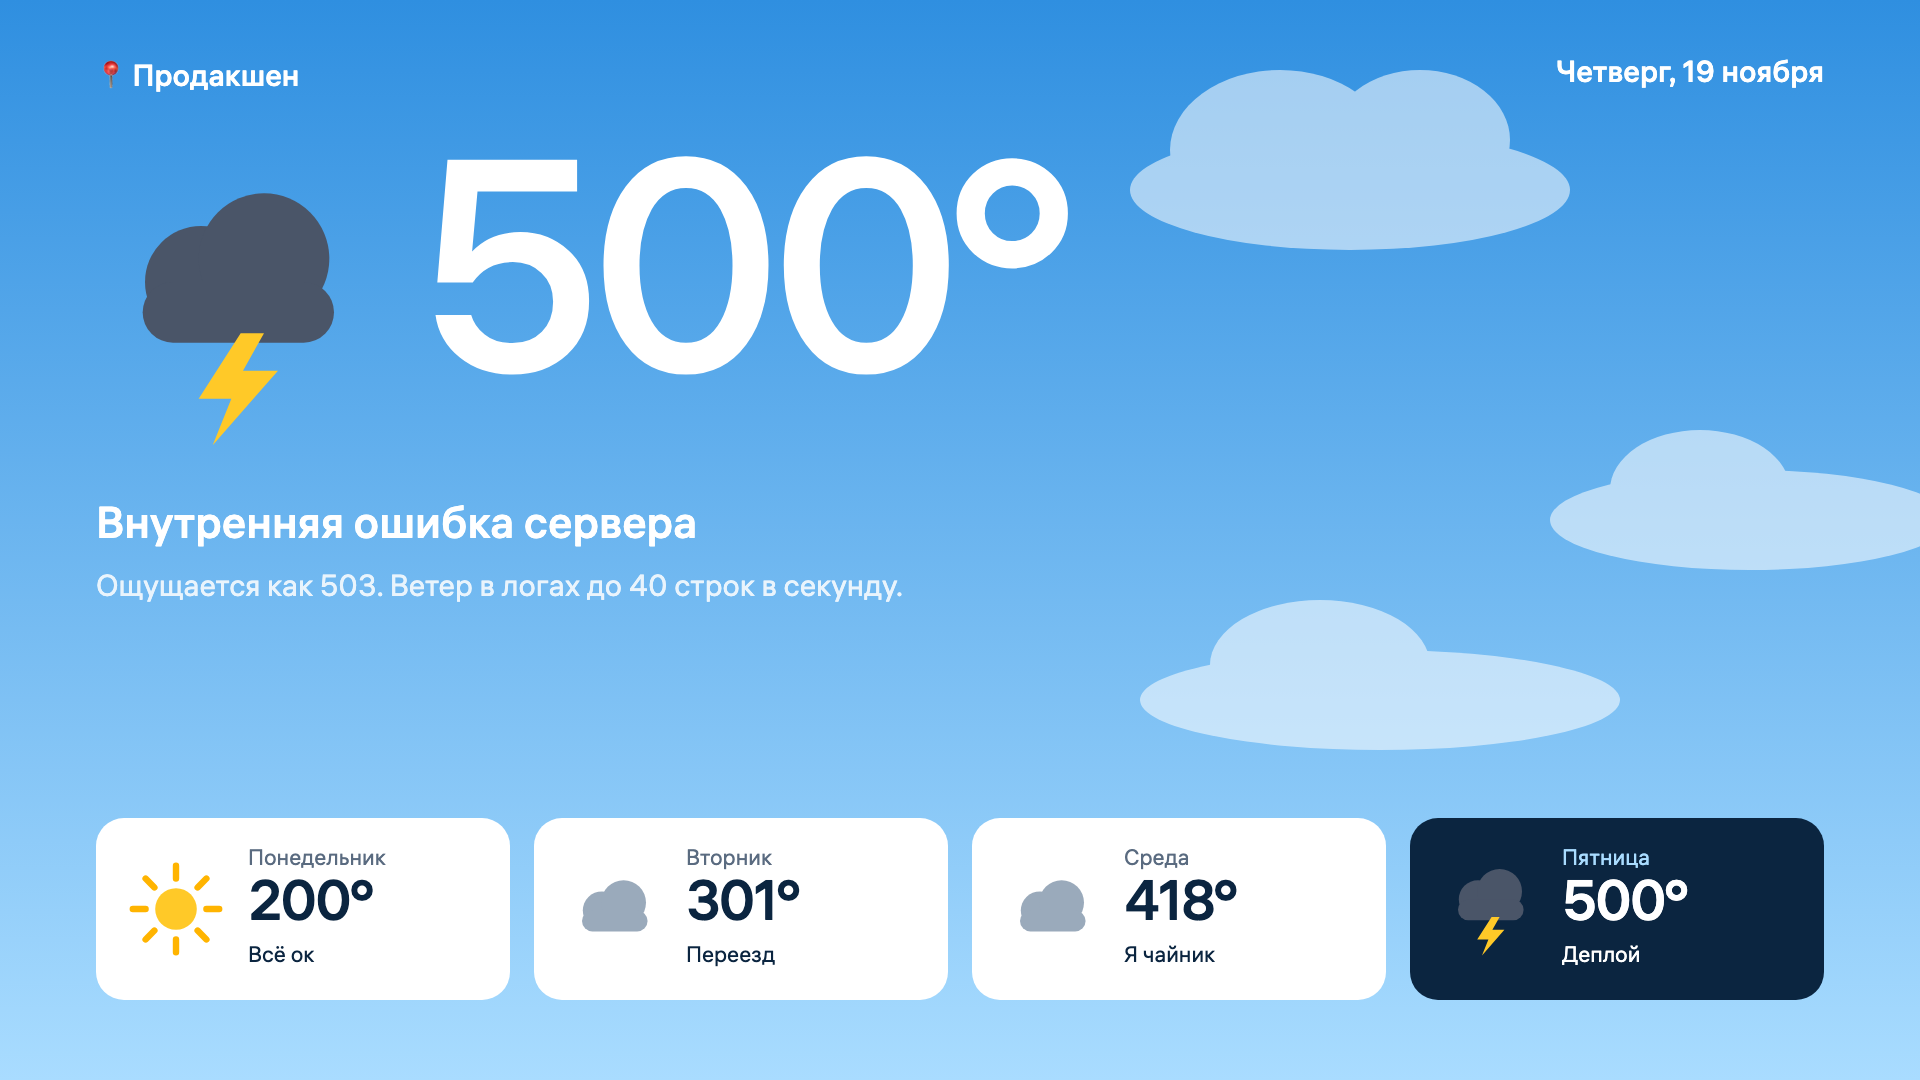 📍 Продакшен
Четверг, 19 ноября
500°
Внутренняя ошибка сервера
Ощущается как 503. Ветер в логах до 40 строк в секунду.
Понедельник
200°
Всё ок
Вторник
301°
Переезд
Среда
418°
Я чайник
Пятница
500°
Деплой